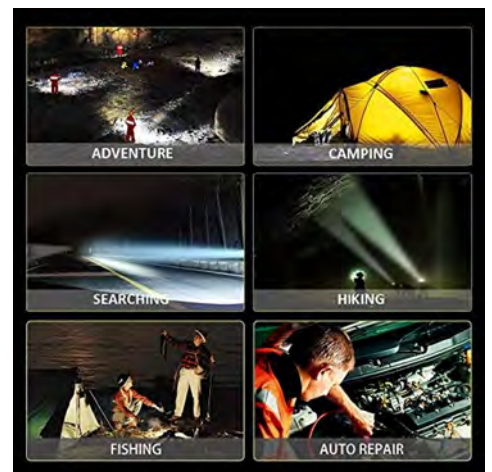 ADVENTURE
CAMPING
SEARCHING
HIKING
FISHING
AUTO REPAIR